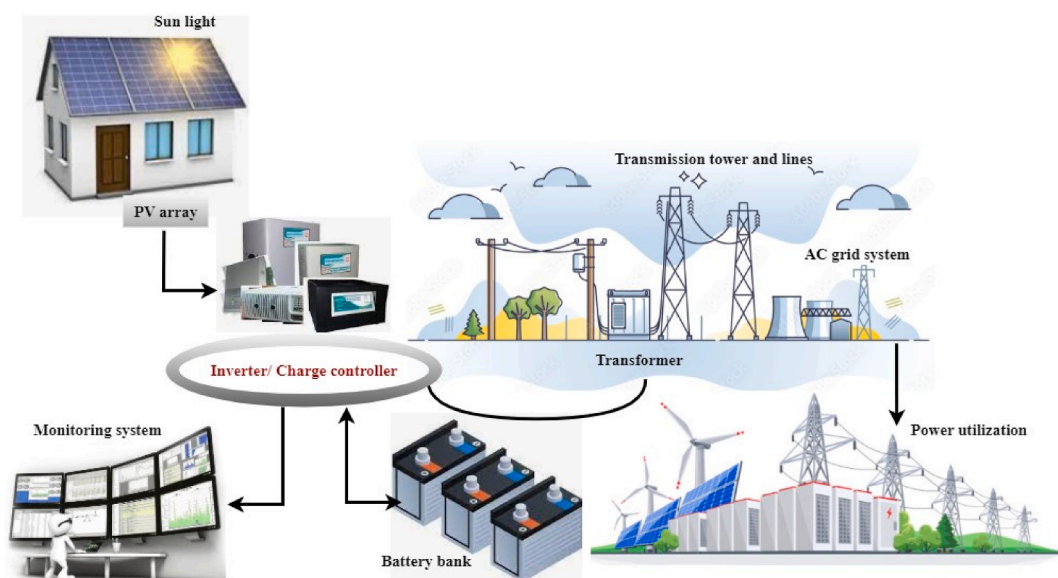 Sun light
PV array
Transmission tower and lines
AC grid system
Transformer
Inverter/ Charge controller
Monitoring system
Power utilization
Battery bank